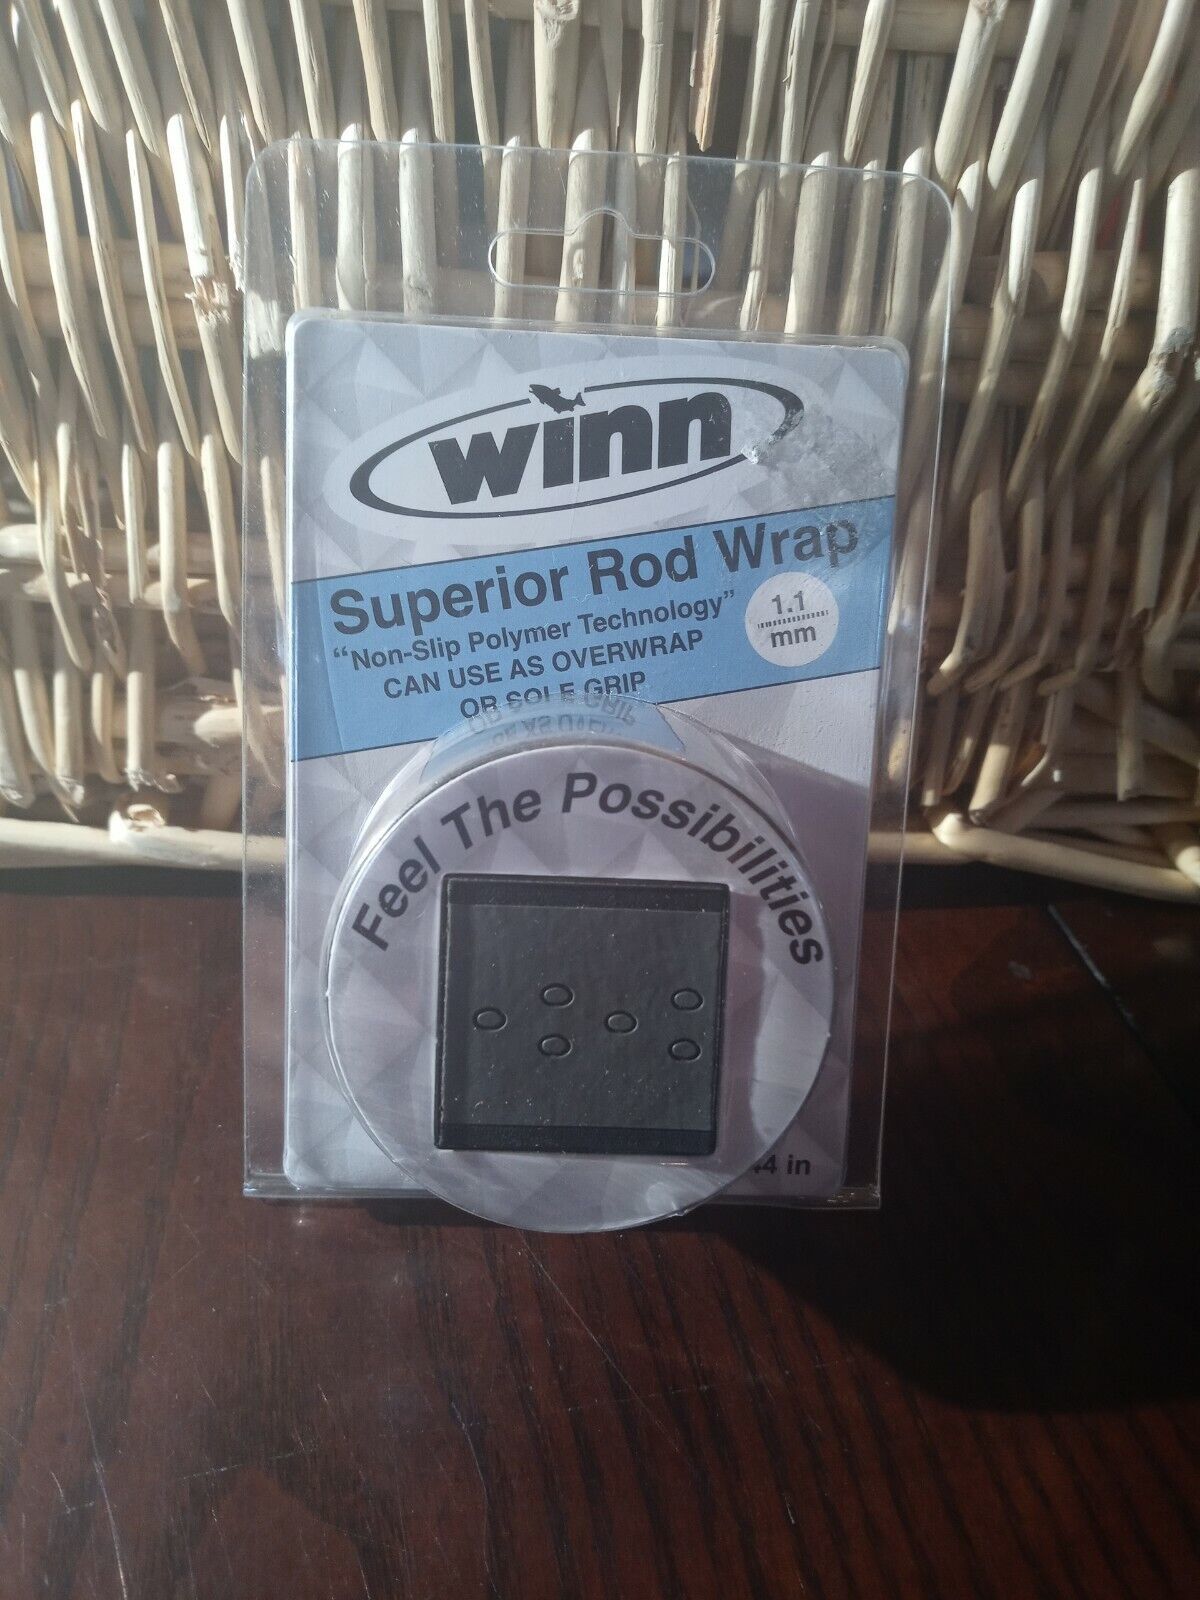 winn
Superior Rod Wrap
"Non-Slip Polymer Technology"
CAN USE AS OVERWRAP
OR SOLE GRIP
1.1
mm
Feel The Possibilities
in